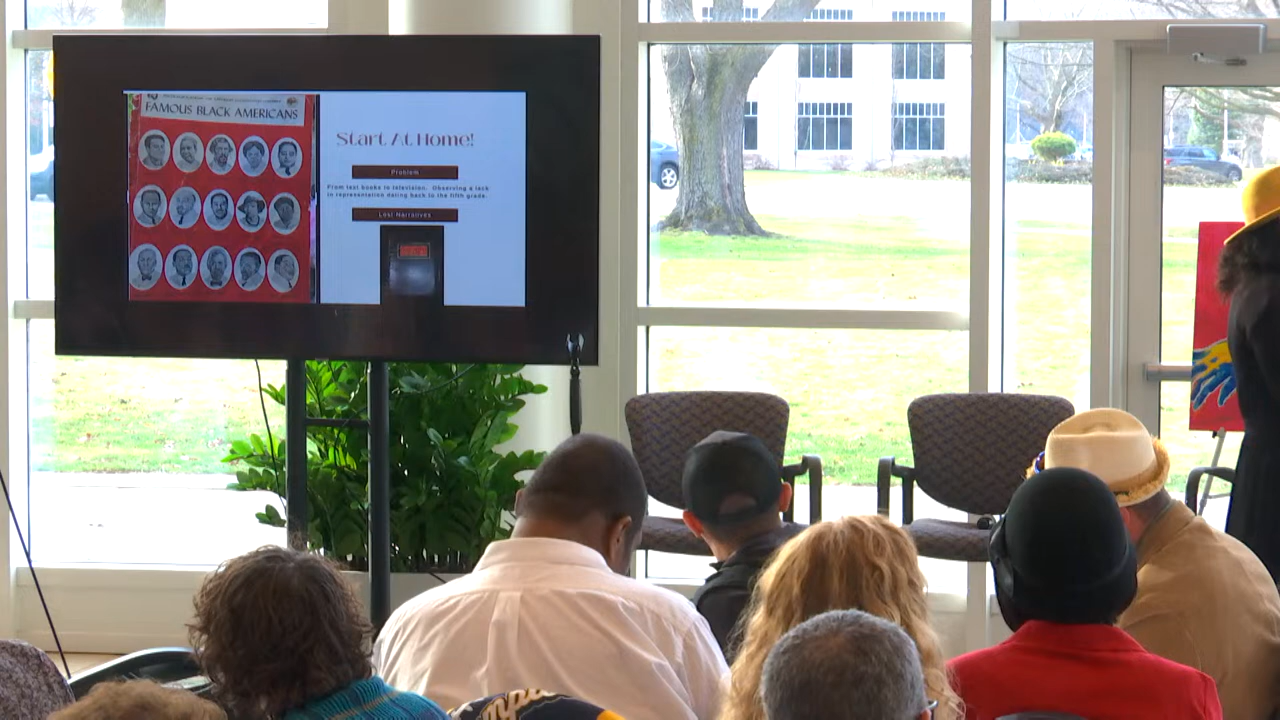 FAMOUS BLACK AMERICANS
Start At Home!
Problem
From text books to television. Observing a lack
in representation dating back to the fifth grade.
Lost Narratives